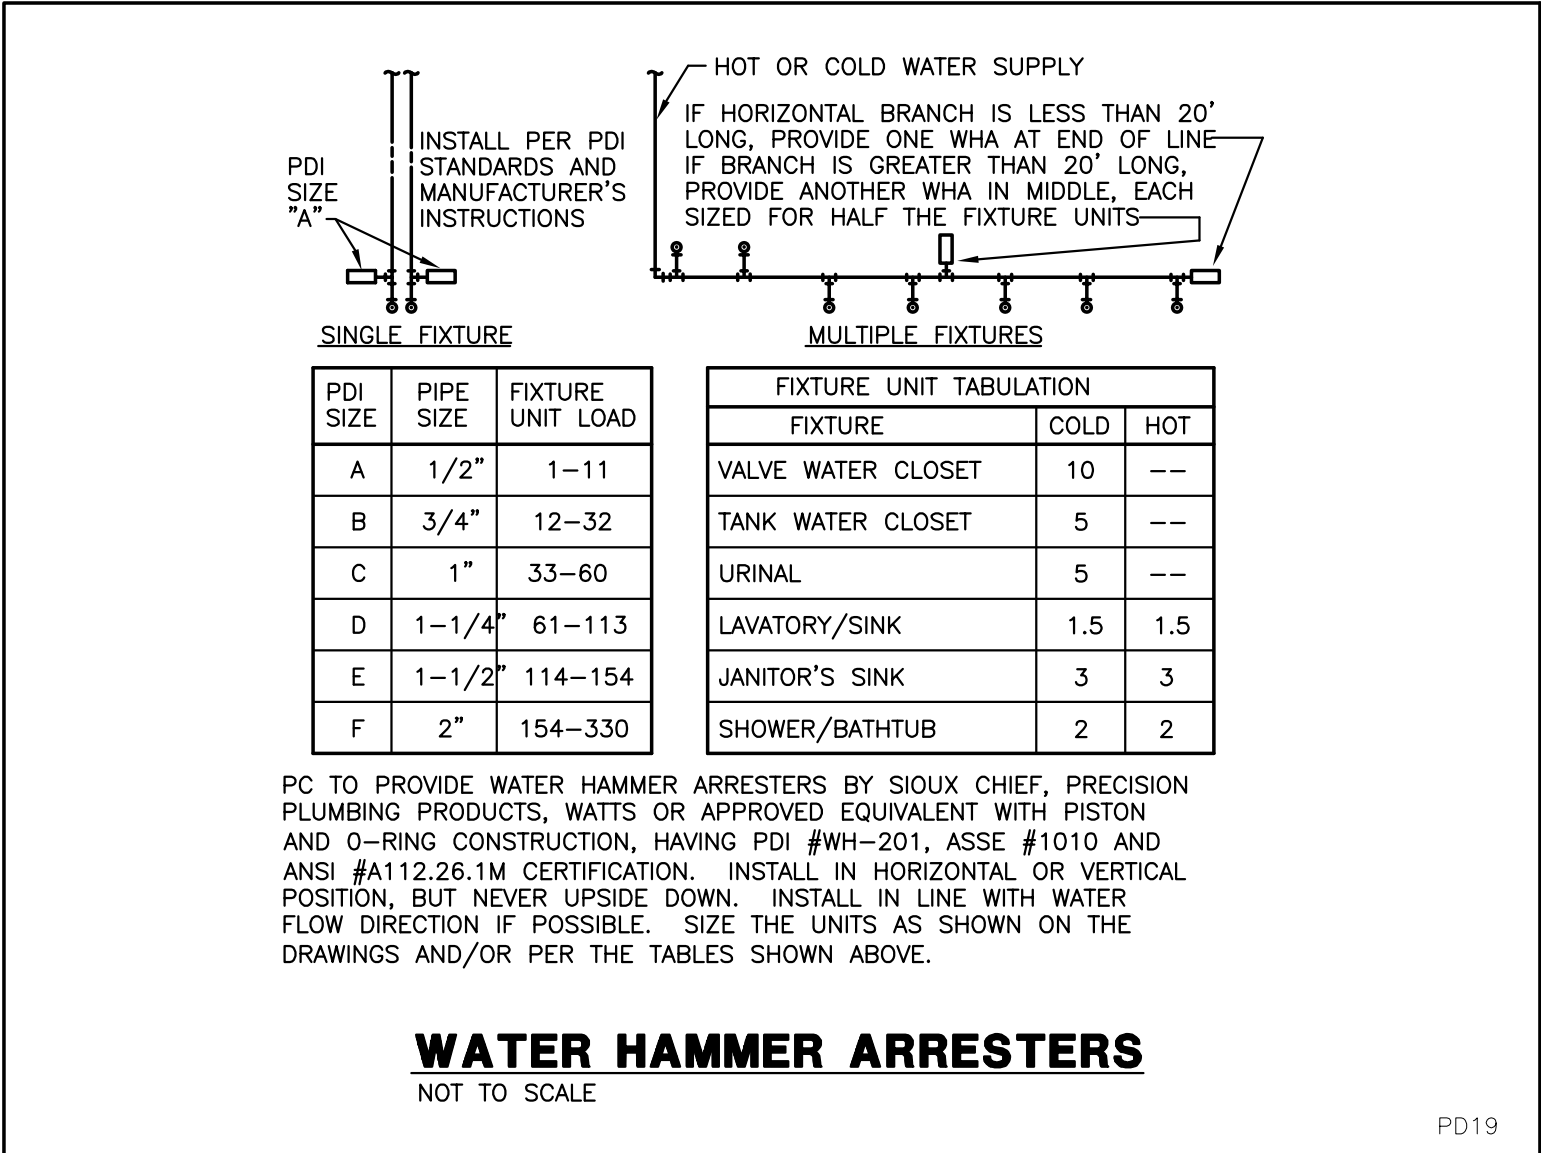 HOT OR COLD WATER SUPPLY
IF HORIZONTAL BRANCH IS LESS THAN 20'
LONG, PROVIDE ONE WHA AT END OF LINE
IF BRANCH IS GREATER THAN 20' LONG,
PROVIDE ANOTHER WHA IN MIDDLE, EACH
SIZED FOR HALF THE FIXTURE UNITS
INSTALL PER PDI
STANDARDS AND
MANUFACTURER'S
INSTRUCTIONS
PDI
SIZE
"A"
SINGLE FIXTURE
MULTIPLE FIXTURES
PDI SIZE PIPE SIZE FIXTURE UNIT LOAD
A 1/2" 1-11
B 3/4" 12-32
C 1" 33-60
D 1-1/4" 61-113
E 1-1/2" 114-154
F 2" 154-330
FIXTURE UNIT TABULATION
FIXTURE COLD HOT
VALVE WATER CLOSET 10 --
TANK WATER CLOSET 5 --
URINAL 5 --
LAVATORY/SINK 1.5 1.5
JANITOR'S SINK 3 3
SHOWER/BATHTUB 2 2
PC TO PROVIDE WATER HAMMER ARRESTERS BY SIOUX CHIEF, PRECISION
PLUMBING PRODUCTS, WATTS OR APPROVED EQUIVALENT WITH PISTON
AND O-RING CONSTRUCTION, HAVING PDI #WH-201, ASSE #1010 AND
ANSI #A112.26.1M CERTIFICATION. INSTALL IN HORIZONTAL OR VERTICAL
POSITION, BUT NEVER UPSIDE DOWN. INSTALL IN LINE WITH WATER
FLOW DIRECTION IF POSSIBLE. SIZE THE UNITS AS SHOWN ON THE
DRAWINGS AND/OR PER THE TABLES SHOWN ABOVE.
WATER HAMMER ARRESTERS
NOT TO SCALE
PD19